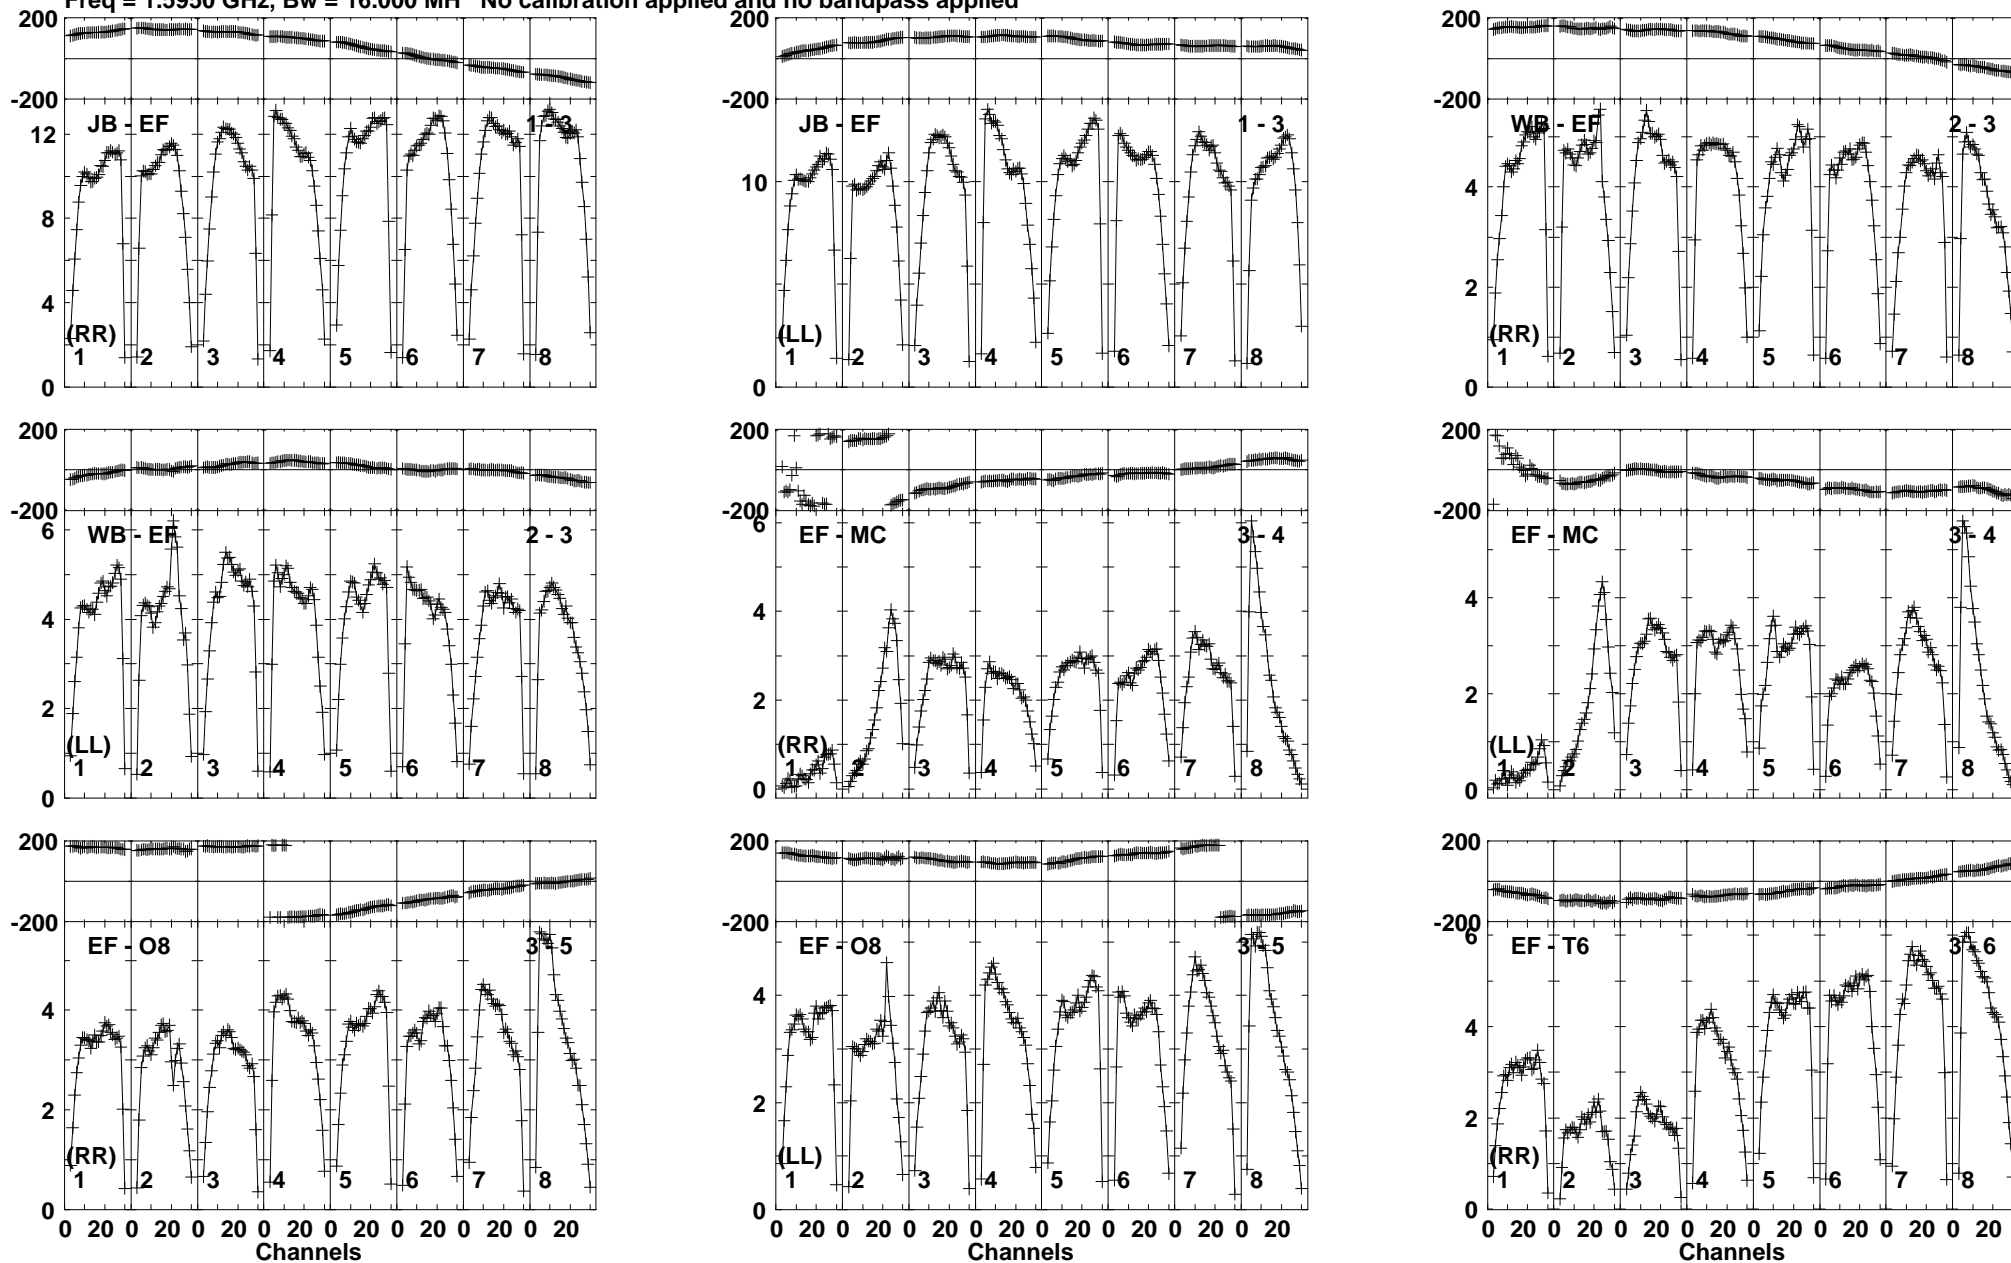 Freq = 1.5950 GHz, Bw = 16.000 MH No calibration applied and no bandpass applied
200 200 200
-200 -200 -200
JB - EF 1 - 3 JB - EF 1 - 3 WB - EF 2 - 3
12 10 4
8 2
4
(RR) (LL) (RR)
1 2 3 4 5 6 7 8 1 2 3 4 5 6 7 8 1 2 3 4 5 6 7 8
0 0 0
200 200 200
-200 -200 -200
WB - EF 2 - 3 EF - MC 3 - 4 EF - MC 3 - 4
6 6
4 4 4
2 2 2
(LL) (RR) (LL)
1 2 3 4 5 6 7 8 1 2 3 4 5 6 7 8 1 2 3 4 5 6 7 8
0 0 0
200 200 200
-200 -200 -200
EF - O8 3 - 5 EF - O8 3 - 5 EF - T6 3 - 6
6
4 4 4
2 2 2
(RR) (LL) (RR)
1 2 3 4 5 6 7 8 1 2 3 4 5 6 7 8 1 2 3 4 5 6 7 8
0 0 0
0 20 0 20 0 20 0 20 0 20 0 20 0 20 0 20 0 20 0 20 0 20 0 20 0 20 0 20 0 20 0 20 0 20 0 20 0 20 0 20 0 20 0 20 0 20 0 20
Channels Channels Channels